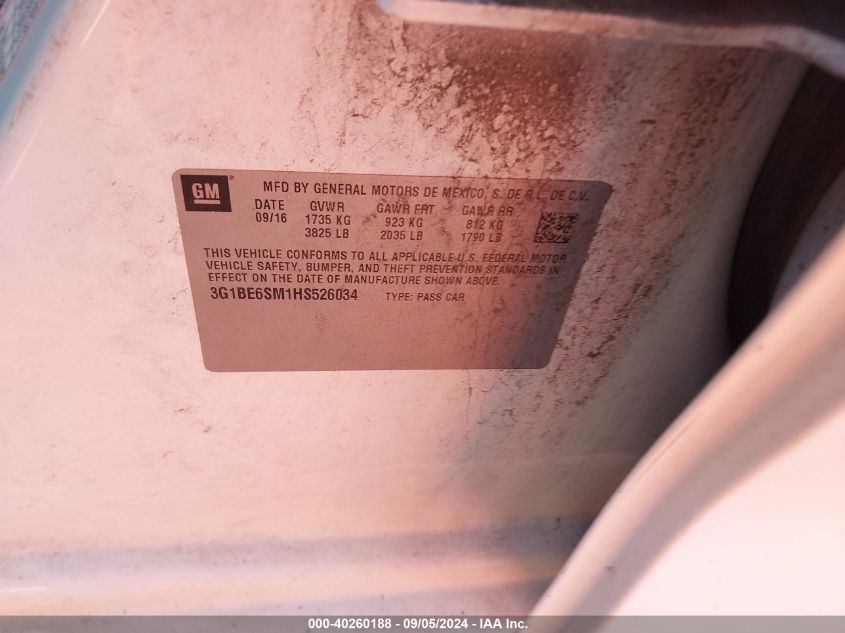 GM ®
MFD BY GENERAL MOTORS DE MEXICO, S. DE R.L. DE C.V.
DATE GVWR GAWR FRT GAWR RR
09/16 1735 KG 923 KG 812 KG
3825 LB 2035 LB 1790 LB
THIS VEHICLE CONFORMS TO ALL APPLICABLE U.S. FEDERAL MOTOR
VEHICLE SAFETY, BUMPER, AND THEFT PREVENTION STANDARDS IN
EFFECT ON THE DATE OF MANUFACTURE SHOWN ABOVE.
3G1BE6SM1HS526034 TYPE: PASS CAR
000-40260188 - 09/05/2024 - IAA Inc.